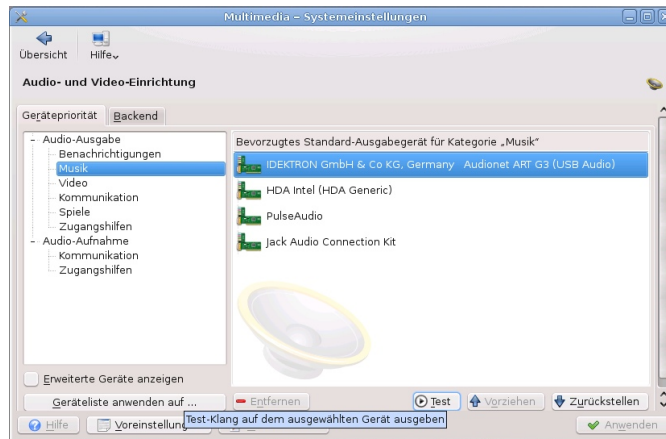 Multimedia – Systemeinstellungen
Übersicht
Hilfe
Audio- und Video-Einrichtung
Gerätepriorität
Backend
Audio-Ausgabe
Benachrichtigungen
Musik
Video
Kommunikation
Spiele
Zugangshilfen
Audio-Aufnahme
Kommunikation
Zugangshilfen
Bevorzugtes Standard-Ausgabegerät für Kategorie „Musik“
IDEKTRON GmbH & Co KG, Germany Audionet ART G3 (USB Audio)
HDA Intel (HDA Generic)
PulseAudio
Jack Audio Connection Kit
Erweiterte Geräte anzeigen
Geräteliste anwenden auf ...
Entfernen
Test
Vorziehen
Zurückstellen
Test-Klang auf dem ausgewählten Gerät ausgeben
Hilfe
Anwenden